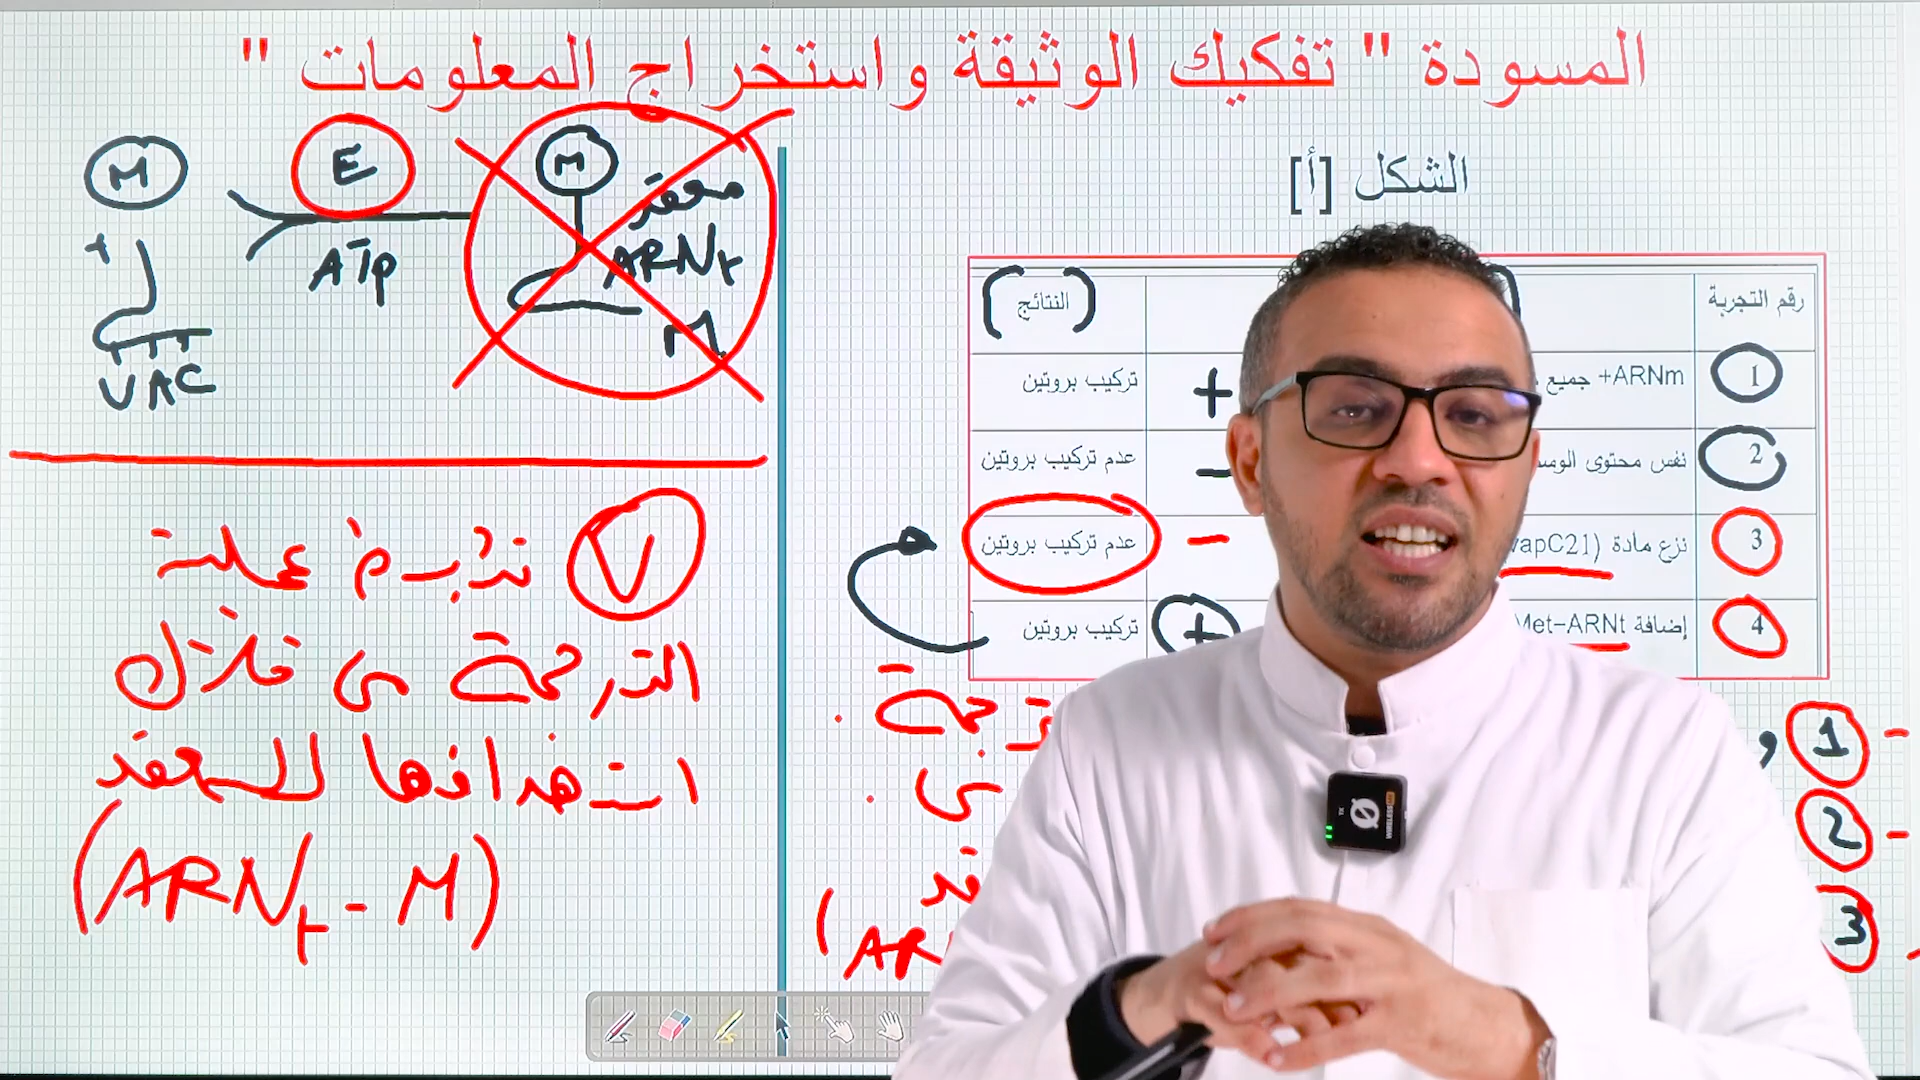 المسودة " تفكيك الوثيقة واستخراج المعلومات "
الشكل [أ]
رقم التجربة
النتائج
1
ARNm+ جميع
+
تركيب بروتين
2
نفس محتوى الوسط
-
عدم تركيب بروتين
3
نزع مادة (vapC21
-
عدم تركيب بروتين
4
إضافة Met-ARNt
+
تركيب بروتين
M
E
M
معقد
ARNt
M
+
ATP
UAC
V
عملية
الترجمة من خلال
استهدافها للمعقد
(ARNt - M)
- 1 و
- 2
3